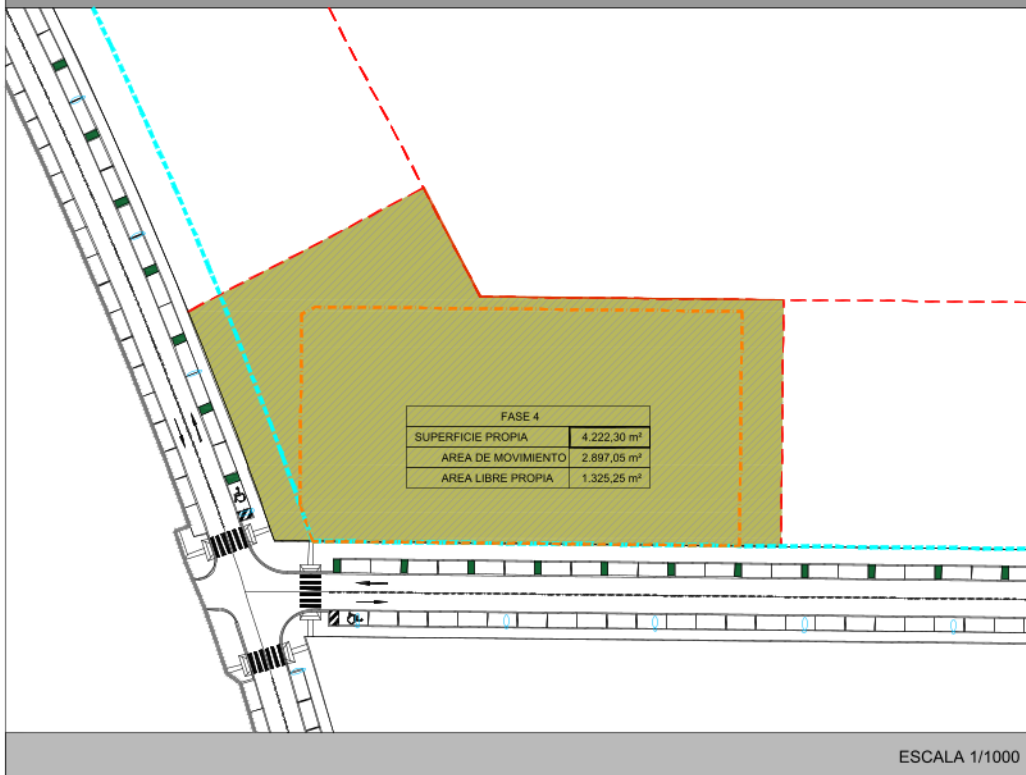 FASE 4
SUPERFICIE PROPIA 4.222,30 m²
AREA DE MOVIMIENTO 2.897,05 m²
AREA LIBRE PROPIA 1.325,25 m²
ESCALA 1/1000